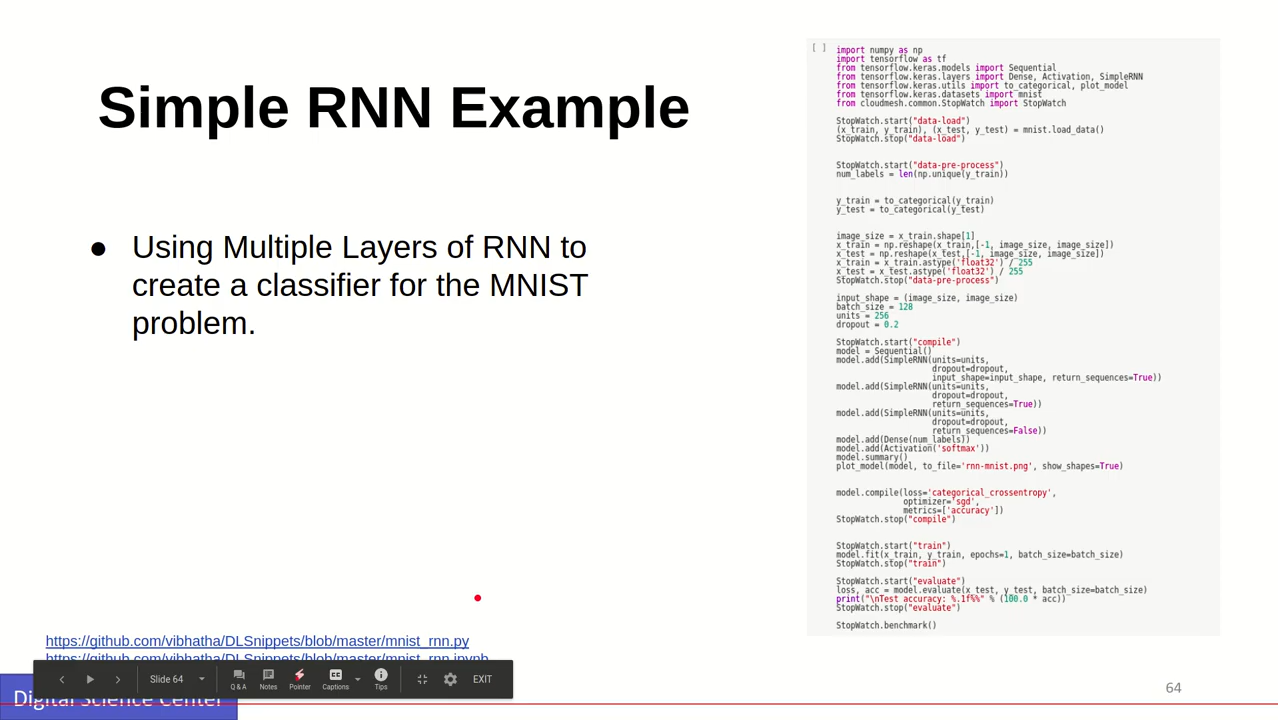 Simple RNN Example
● Using Multiple Layers of RNN to
create a classifier for the MNIST
problem.
[ ]
import numpy as np
import tensorflow as tf
from tensorflow.keras.models import Sequential
from tensorflow.keras.layers import Dense, Activation, SimpleRNN
from tensorflow.keras.utils import to_categorical, plot_model
from tensorflow.keras.datasets import mnist
from cloudmesh.common.StopWatch import StopWatch
StopWatch.start("data-load")
(x_train, y_train), (x_test, y_test) = mnist.load_data()
StopWatch.stop("data-load")
StopWatch.start("data-pre-process")
num_labels = len(np.unique(y_train))
y_train = to_categorical(y_train)
y_test = to_categorical(y_test)
image_size = x_train.shape[1]
x_train = np.reshape(x_train,[-1, image_size, image_size])
x_test = np.reshape(x_test,[-1, image_size, image_size])
x_train = x_train.astype('float32') / 255
x_test = x_test.astype('float32') / 255
StopWatch.stop("data-pre-process")
input_shape = (image_size, image_size)
batch_size = 128
units = 256
dropout = 0.2
StopWatch.start("compile")
model = Sequential()
model.add(SimpleRNN(units=units,
dropout=dropout,
input_shape=input_shape, return_sequences=True))
model.add(SimpleRNN(units=units,
dropout=dropout,
return_sequences=True))
model.add(SimpleRNN(units=units,
dropout=dropout,
return_sequences=False))
model.add(Dense(num_labels))
model.add(Activation('softmax'))
model.summary()
plot_model(model, to_file='rnn-mnist.png', show_shapes=True)
model.compile(loss='categorical_crossentropy',
optimizer='sgd',
metrics=['accuracy'])
StopWatch.stop("compile")
StopWatch.start("train")
model.fit(x_train, y_train, epochs=1, batch_size=batch_size)
StopWatch.stop("train")
StopWatch.start("evaluate")
loss, acc = model.evaluate(x_test, y_test, batch_size=batch_size)
print("\nTest accuracy: %.1f%%" % (100.0 * acc))
StopWatch.stop("evaluate")
StopWatch.benchmark()
https://github.com/vibhatha/DLSnippets/blob/master/mnist_rnn.py
https://github.com/vibhatha/DLSnippets/blob/master/mnist_rnn.ipynb
Slide 64
Q & A
Notes
Pointer
CC
Captions
Tips
EXIT
Digital Science Center
64